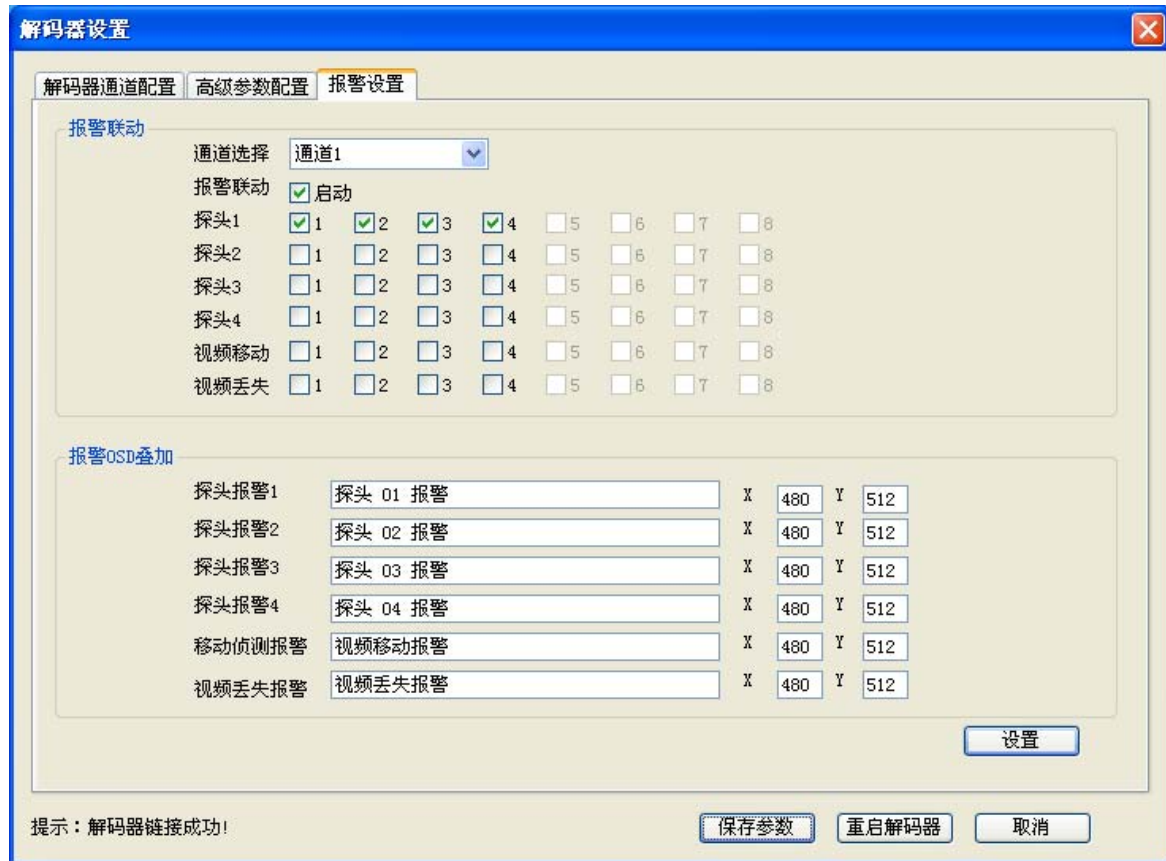 解码器设置
解码器通道配置 高级参数配置 报警设置
报警联动
通道选择 通道1
报警联动 启动
探头1 1 2 3 4 5 6 7 8
探头2 1 2 3 4 5 6 7 8
探头3 1 2 3 4 5 6 7 8
探头4 1 2 3 4 5 6 7 8
视频移动 1 2 3 4 5 6 7 8
视频丢失 1 2 3 4 5 6 7 8
报警OSD叠加
探头报警1 探头 01 报警 X 480 Y 512
探头报警2 探头 02 报警 X 480 Y 512
探头报警3 探头 03 报警 X 480 Y 512
探头报警4 探头 04 报警 X 480 Y 512
移动侦测报警 视频移动报警 X 480 Y 512
视频丢失报警 视频丢失报警 X 480 Y 512
设置
提示：解码器链接成功! 保存参数 重启解码器 取消